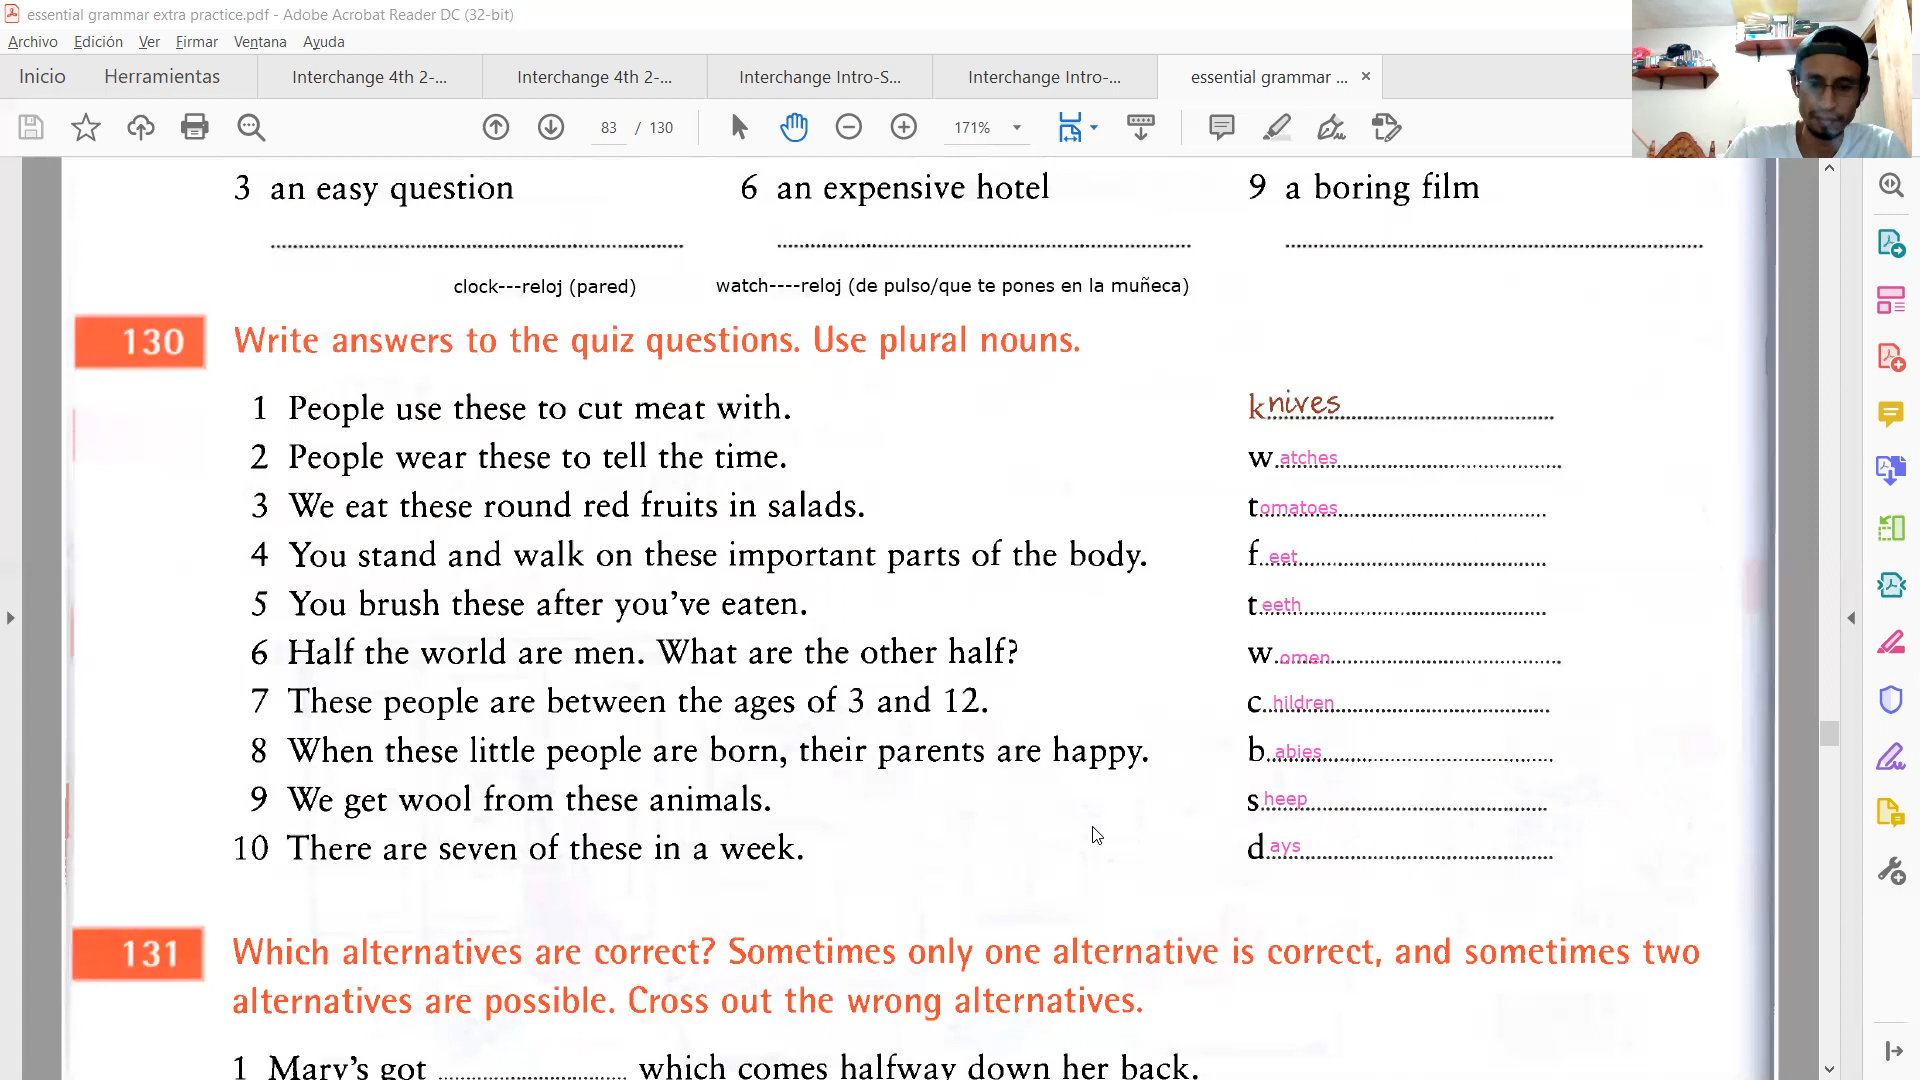 essential grammar extra practice.pdf - Adobe Acrobat Reader DC (32-bit)
Archivo Edición Ver Firmar Ventana Ayuda
Inicio Herramientas Interchange 4th 2-... Interchange 4th 2-... Interchange Intro-S... Interchange Intro-... essential grammar ... ×
83 / 130 171%
3 an easy question 6 an expensive hotel 9 a boring film
clock---reloj (pared) watch----reloj (de pulso/que te pones en la muñeca)
130 Write answers to the quiz questions. Use plural nouns.
1 People use these to cut meat with. knives
2 People wear these to tell the time. watches
3 We eat these round red fruits in salads. tomatoes
4 You stand and walk on these important parts of the body. feet
5 You brush these after you've eaten. teeth
6 Half the world are men. What are the other half? women
7 These people are between the ages of 3 and 12. children
8 When these little people are born, their parents are happy. babies
9 We get wool from these animals. sheep
10 There are seven of these in a week. days
131 Which alternatives are correct? Sometimes only one alternative is correct, and sometimes two
alternatives are possible. Cross out the wrong alternatives.
1 Mary's got .............................. which comes halfway down her back.